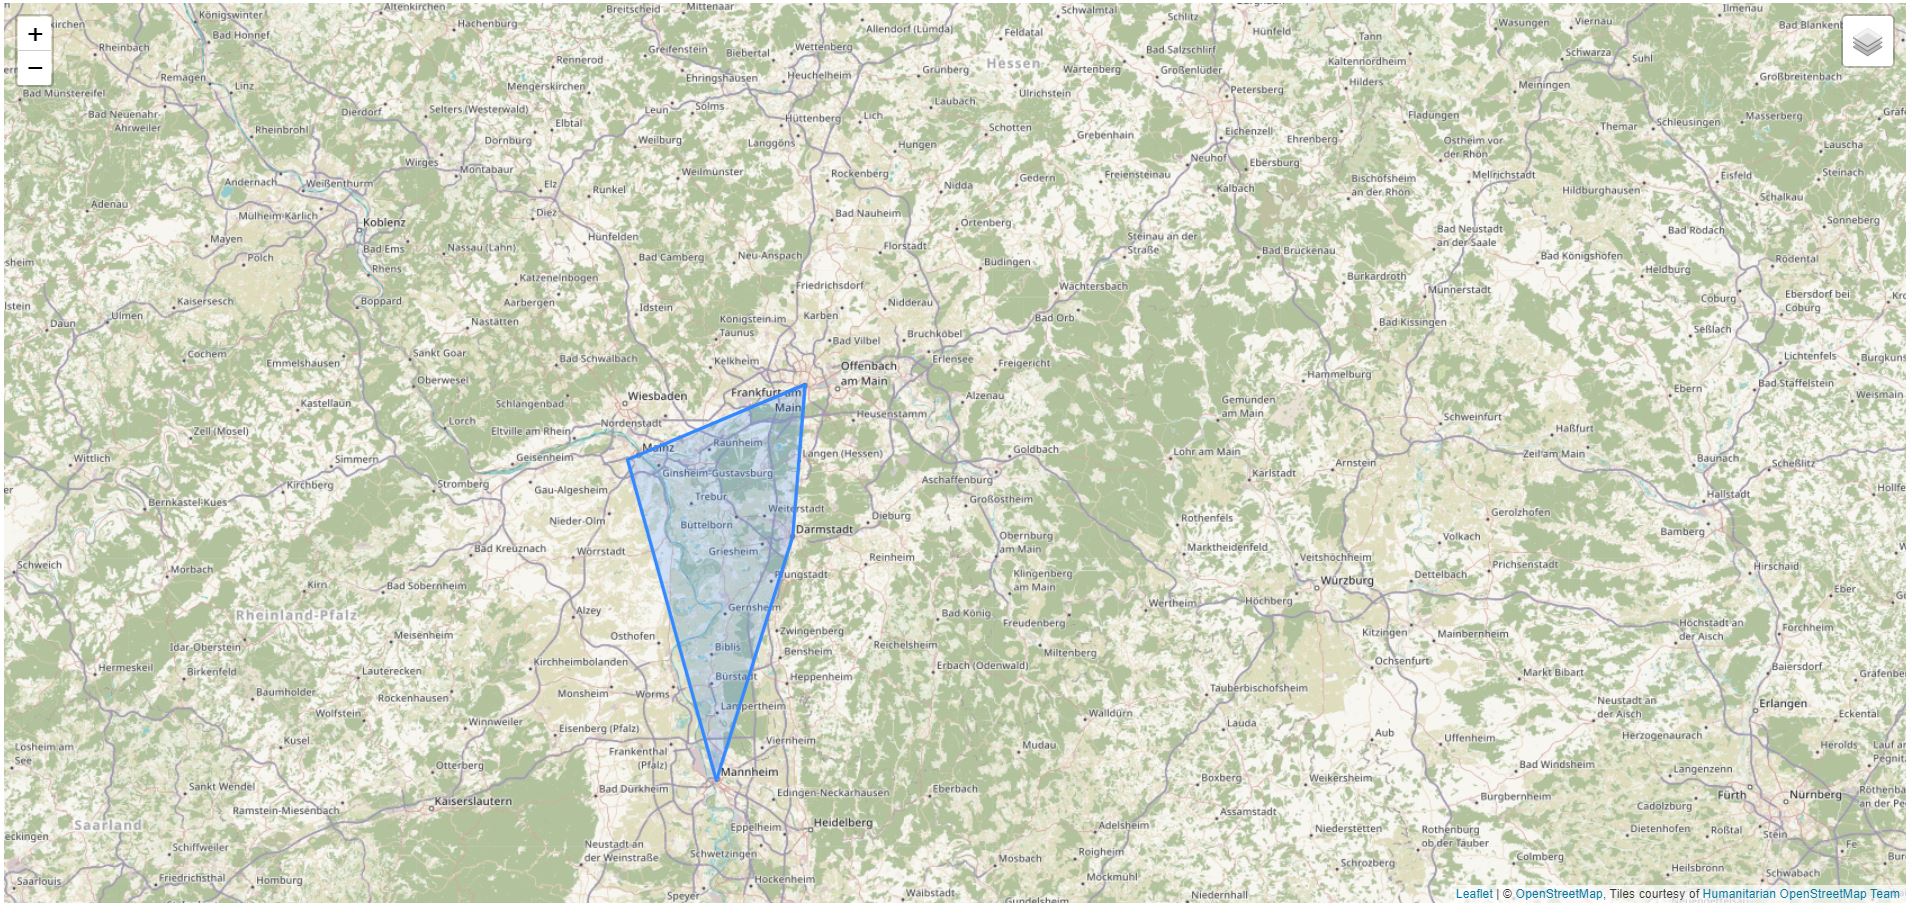 +
−
Königswinter
Bad Honnef
Altenkirchen
Hachenburg
Breitscheid
Mittenaar
Allendorf (Lumda)
Schwalmtal
Schlitz
Hünfeld
Tann
Wasungen
Viernau
Ilmenau
Bad Blankenb
Rheinbach
Remagen
Linz
Rennerod
Greifenstein
Biebertal
Wettenberg
Feldatal
Hessen
Wartenberg
Bad Salzschlirf
Großenlüder
Kaltennordheim
Hilders
Schwarza
Suhl
Großbreitenbach
Bad Münstereifel
Bad Neuenahr-
Ahrweiler
Dierdorf
Selters (Westerwald)
Mengerskirchen
Ehringshausen
Heuchelheim
Grünberg
Ulrichstein
Petersberg
Meiningen
Rheinbrohl
Elbtal
Leun
Solms
Hüttenberg
Lich
Laubach
Schotten
Grebenhain
Eichenzell
Ehrenberg
Fladungen
Themar
Schleusingen
Masserberg
Dornburg
Weilburg
Langgöns
Hungen
Neuhof
Ebersburg
Ostheim vor
der Rhön
Lauscha
Wirges
Montabaur
Andernach
Weißenthurm
Elz
Runkel
Weilmünster
Rockenberg
Nidda
Gedern
Freiensteinau
Kalbach
Bischofsheim
an der Rhön
Mellrichstadt
Hildburghausen
Eisfeld
Steinach
Schalkau
Adenau
Mülheim-Kärlich
Koblenz
Diez
Bad Nauheim
Ortenberg
Sonneberg
Mayen
Polch
Bad Ems
Nassau (Lahn)
Hünfelden
Bad Camberg
Neu-Anspach
Florstadt
Steinau an der
Straße
Bad Brückenau
Bad Neustadt
an der Saale
Bad Königshofen
Bad Rodach
Rödental
Rhens
Katzenelnbogen
Büdingen
Burkardroth
Heldburg
Kaisersesch
Boppard
Aarbergen
Friedrichsdorf
Wächtersbach
Münnerstadt
Coburg
Ebersdorf bei
Coburg
Ulmen
Daun
Nastätten
Idstein
Königstein im
Taunus
Karben
Nidderau
Bad Orb
Bad Kissingen
Seßlach
Cochem
Emmelshausen
Sankt Goar
Bad Schwalbach
Kelkheim
Bad Vilbel
Bruchköbel
Erlensee
Freigericht
Hammelburg
Lichtenfels
Oberwesel
Offenbach
am Main
Kastellaun
Schlangenbad
Wiesbaden
Frankfurt am
Main
Alzenau
Gemünden
am Main
Ebern
Bad Staffelstein
Weismain
Lorch
Nordenstadt
Heusenstamm
Schweinfurt
Haßfurt
Zell (Mosel)
Eltville am Rhein
Geisenheim
Mainz
Raunheim
Langen (Hessen)
Goldbach
Lohr am Main
Arnstein
Zeil am Main
Baunach
Scheßlitz
Wittlich
Simmern
Kirchberg
Stromberg
Gau-Algesheim
Ginsheim-Gustavsburg
Aschaffenburg
Karlstadt
Hallstadt
Bernkastel-Kues
Trebur
Großostheim
Nieder-Olm
Büttelborn
Weiterstadt
Dieburg
Rothenfels
Gerolzhofen
Bamberg
Darmstadt
Obernburg
am Main
Volkach
Bad Kreuznach
Wörrstadt
Griesheim
Reinheim
Marktheidenfeld
Veitshöchheim
Prichsenstadt
Hirschaid
Schweich
Morbach
Kirn
Bad Sobernheim
Pfungstadt
Klingenberg
am Main
Würzburg
Dettelbach
Eber
Rheinland-Pfalz
Alzey
Gernsheim
Bad König
Freudenberg
Wertheim
Höchberg
Höchstadt an
der Aisch
Forchheim
Meisenheim
Osthofen
Zwingenberg
Kitzingen
Mainbernheim
Idar-Oberstein
Biblis
Bensheim
Reichelsheim
Miltenberg
Hermeskeil
Birkenfeld
Lauterecken
Kirchheimbolanden
Bürstadt
Heppenheim
Erbach (Odenwald)
Ochsenfurt
Markt Bibart
Baiersdorf
Baumholder
Rockenhausen
Monsheim
Worms
Lampertheim
Tauberbischofsheim
Neustadt an
der Aisch
Erlangen
Wolfstein
Winnweiler
Eisenberg (Pfalz)
Walldürn
Lauda
Aub
Uffenheim
Herzogenaurach
Eckental
Losheim am
See
Kusel
Frankenthal
(Pfalz)
Viernheim
Mudau
Herolds
Otterberg
Mannheim
Bad Windsheim
Langenzenn
Sankt Wendel
Bad Dürkheim
Edingen-Neckarhausen
Eberbach
Boxberg
Weikersheim
Burgbernheim
Cadolzburg
Fürth
Nürnberg
Ramstein-Miesenbach
Kaiserslautern
Assamstadt
Saarland
Eppelheim
Heidelberg
Adelsheim
Niederstetten
Rothenburg
ob der Tauber
Dietenhofen
Roßtal
Stein
Schiffweiler
Neustadt an
der Weinstraße
Schwetzingen
Mosbach
Roigheim
Schrozberg
Colmberg
Heilsbronn
Schwabach
Saarlouis
Friedrichsthal
Homburg
Speyer
Hockenheim
Waibstadt
Möckmühl
Niedernhall
Leaflet | © OpenStreetMap, Tiles courtesy of Humanitarian OpenStreetMap Team